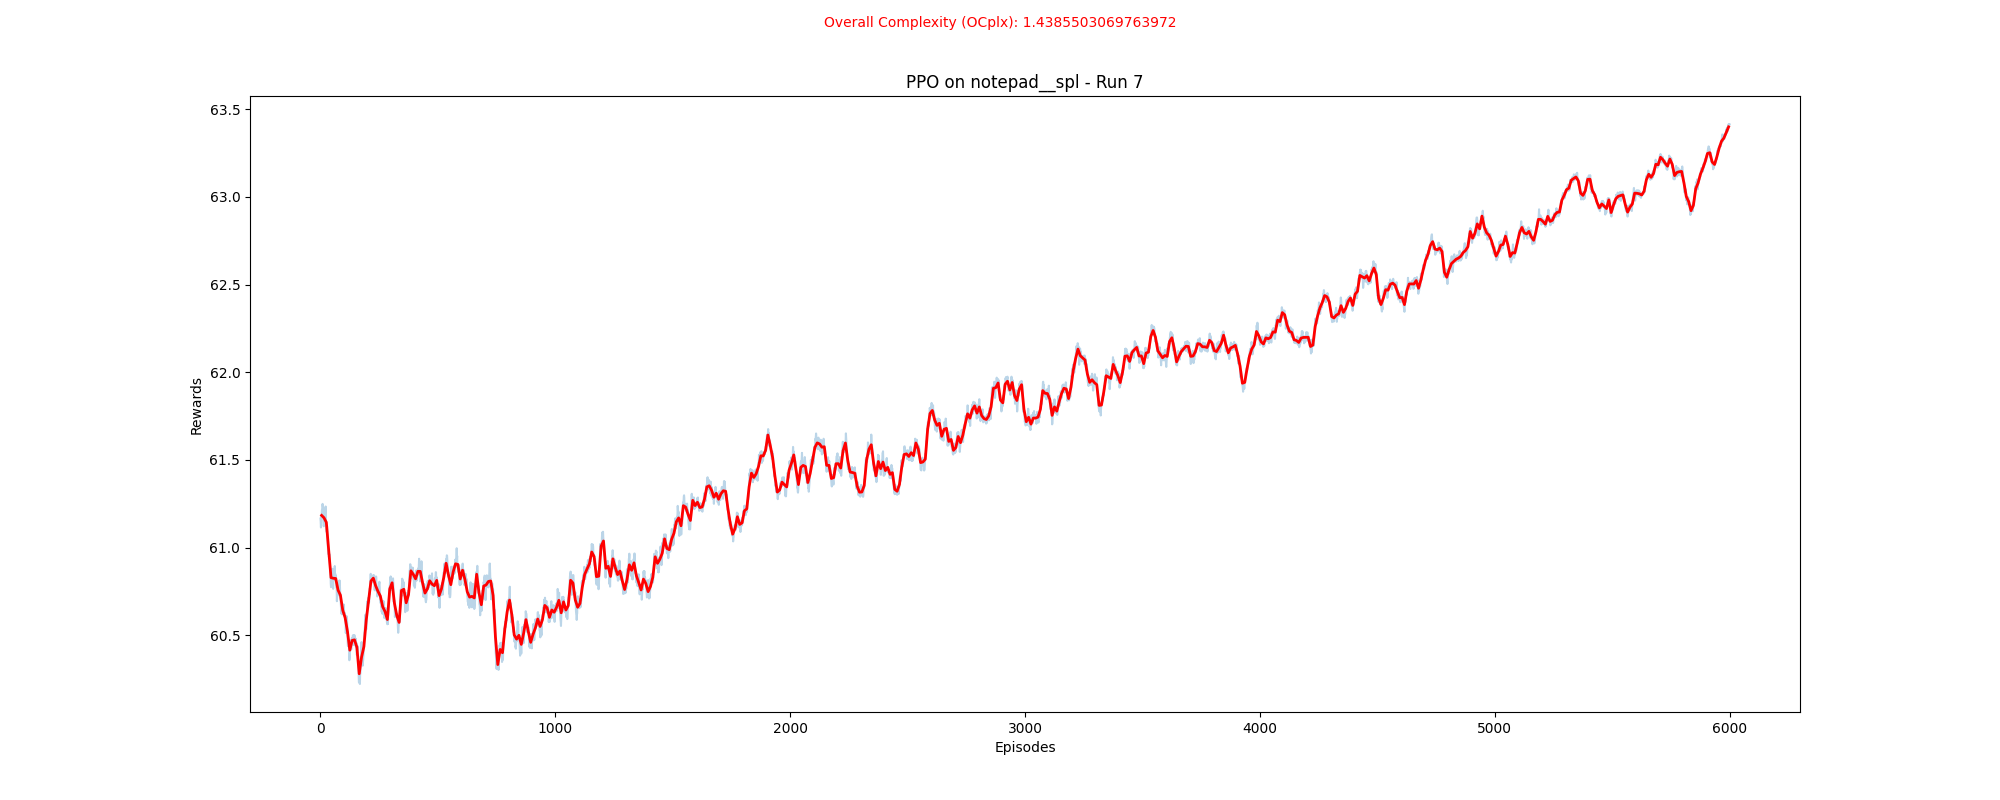 Overall Complexity (OCplx): 1.4385503069763972
PPO on notepad__spl - Run 7
63.5
63.0
62.5
62.0
61.5
61.0
60.5
Rewards
0 1000 2000 3000 4000 5000 6000
Episodes